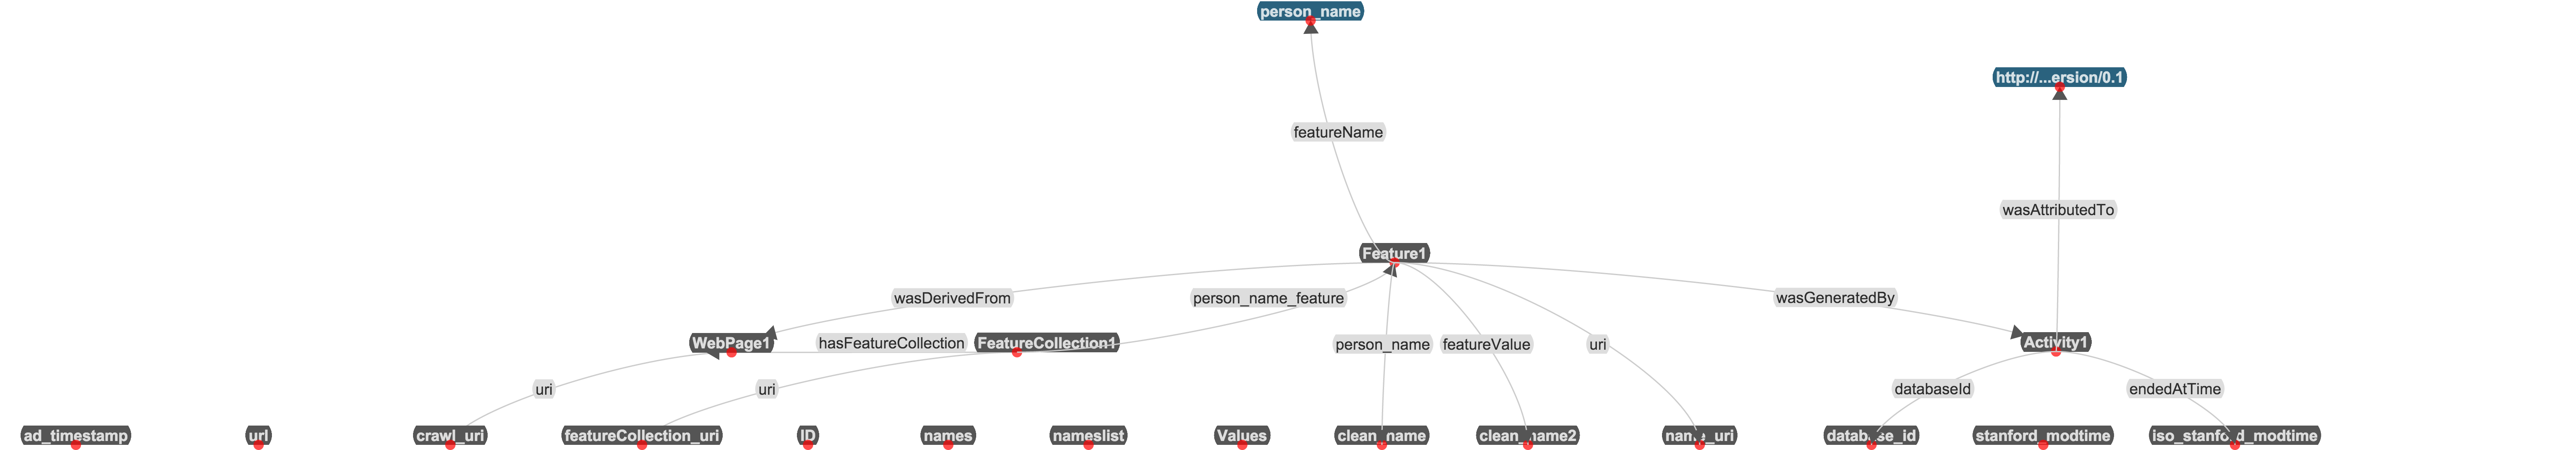 person_name
http://...ersion/0.1
featureName
wasAttributedTo
Feature1
wasDerivedFrom
person_name_feature
wasGeneratedBy
WebPage1
hasFeatureCollection
FeatureCollection1
person_name
featureValue
uri
Activity1
uri
uri
databaseId
endedAtTime
ad_timestamp
url
crawl_uri
featureCollection_uri
ID
names
nameslist
Values
clean_name
clean_name2
name_uri
database_id
stanford_modtime
iso_stanford_modtime